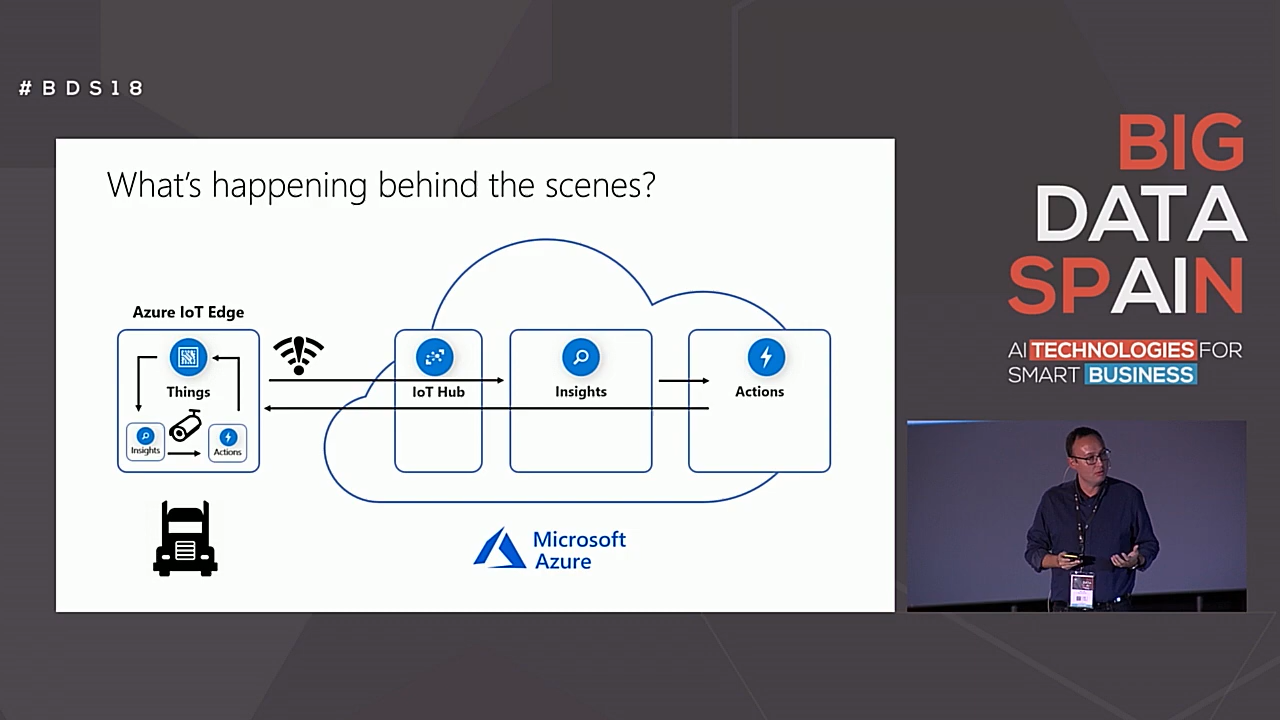 #BDS18
What's happening behind the scenes?
Azure IoT Edge
Things
Insights
Actions
IoT Hub
Insights
Actions
Microsoft
Azure
BIG
DATA
SPAIN
AI TECHNOLOGIES FOR
SMART BUSINESS